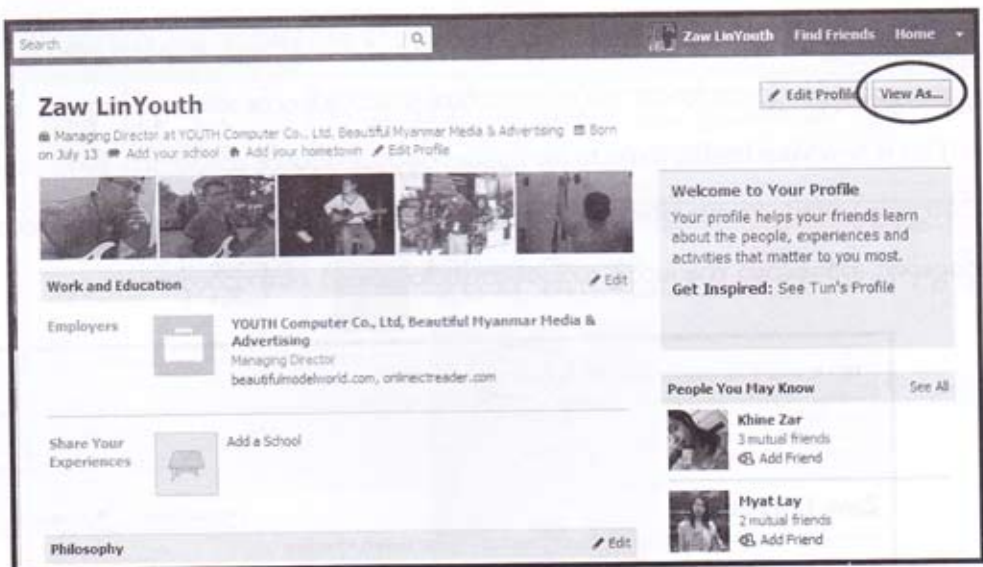 Search
Zaw LinYouth Find Friends Home
Edit Profile View As...
Zaw LinYouth
Managing Director at YOUTH Computer Co., Ltd, Beautiful Myanmar Media & Advertising Born
on July 13 Add your school Add your hometown Edit Profile
Work and Education Edit
Employers
YOUTH Computer Co., Ltd, Beautiful Myanmar Media &
Advertising
Managing Director
beautifulmodelworld.com, onlineictreader.com
Share Your
Experiences
Add a School
Philosophy Edit
Welcome to Your Profile
Your profile helps your friends learn
about the people, experiences and
activities that matter to you most.
Get Inspired: See Tun's Profile
People You May Know See All
Khine Zar
3 mutual friends
Add Friend
Myat Lay
2 mutual friends
Add Friend